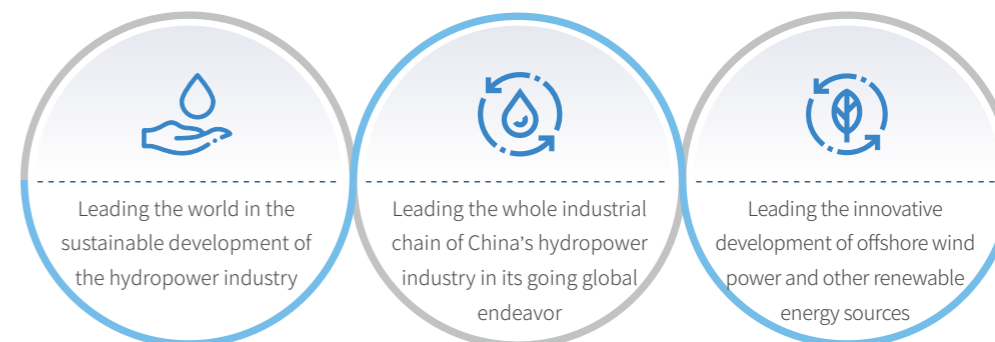 Leading the world in the
sustainable development of
the hydropower industry
Leading the whole industrial
chain of China's hydropower
industry in its going global
endeavor
Leading the innovative
development of offshore wind
power and other renewable
energy sources